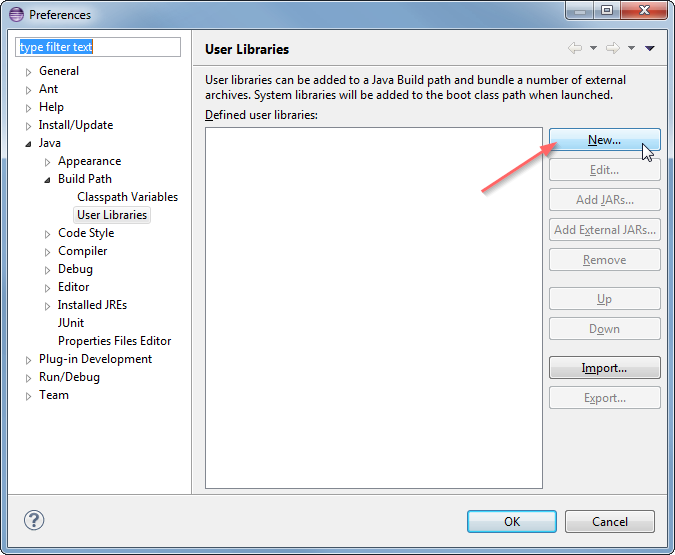 Preferences
type filter text
General
Ant
Help
Install/Update
Java
Appearance
Build Path
Classpath Variables
User Libraries
Code Style
Compiler
Debug
Editor
Installed JREs
JUnit
Properties Files Editor
Plug-in Development
Run/Debug
Team
User Libraries
User libraries can be added to a Java Build path and bundle a number of external
archives. System libraries will be added to the boot class path when launched.
Defined user libraries:
New...
Edit...
Add JARs...
Add External JARs...
Remove
Up
Down
Import...
Export...
?
OK
Cancel